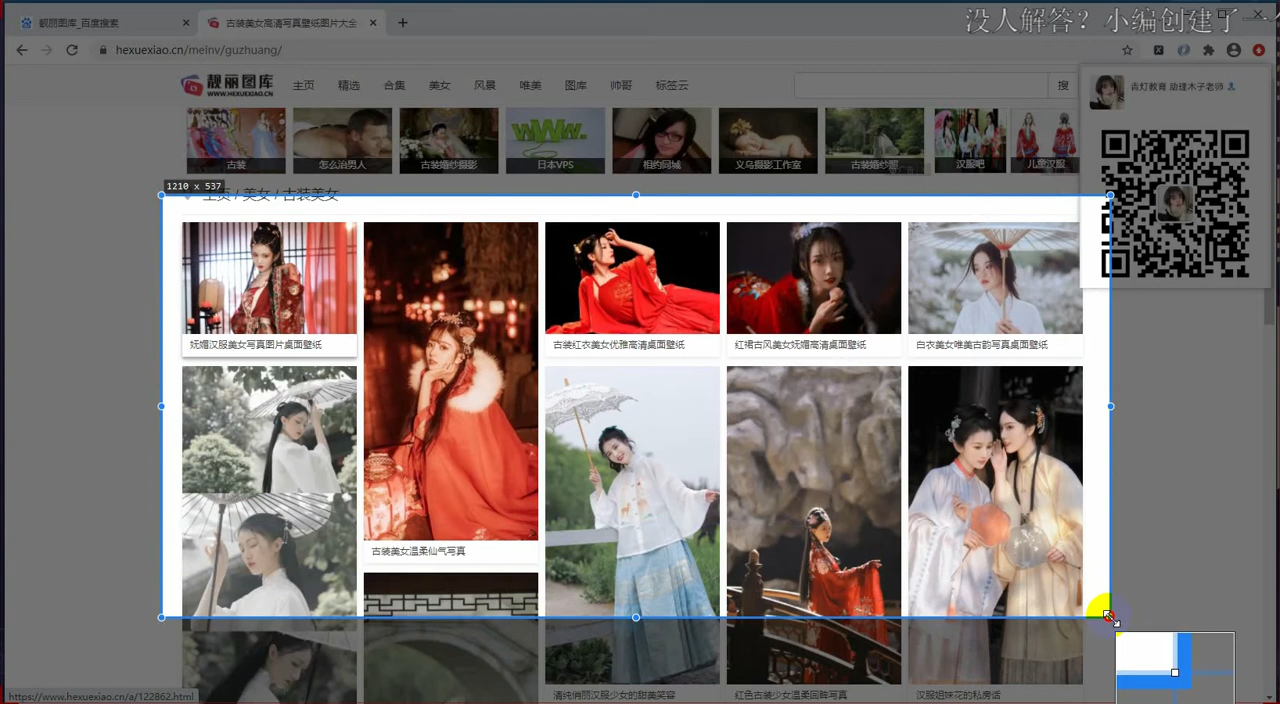 没人解答？小编创建了一个
靓丽图库_百度搜索
古装美女高清写真壁纸图片大全
hexuexiao.cn/meinv/guzhuang/
靓丽图库
WWW.HEXUEXIAO.CN
主页 精选 合集 美女 风景 唯美 图库 帅哥 标签云
搜
青灯教育 助理木子老师
古装 怎么治男人 古装婚纱摄影 日本VPS 相约同城 义乌摄影工作室 古装婚纱照 汉服吧 儿童汉服
1210 x 537
主页 / 美女 / 古装美女
妩媚汉服美女写真图片桌面壁纸
古装红衣美女优雅高清桌面壁纸
红裙古风美女妩媚高清桌面壁纸
白衣美女唯美古韵写真桌面壁纸
古装美女温柔仙气写真
清纯俏丽汉服少女的甜美笑容
红色古装少女温柔回眸写真
汉服姐妹花的私房话
https://www.hexuexiao.cn/a/122862.html